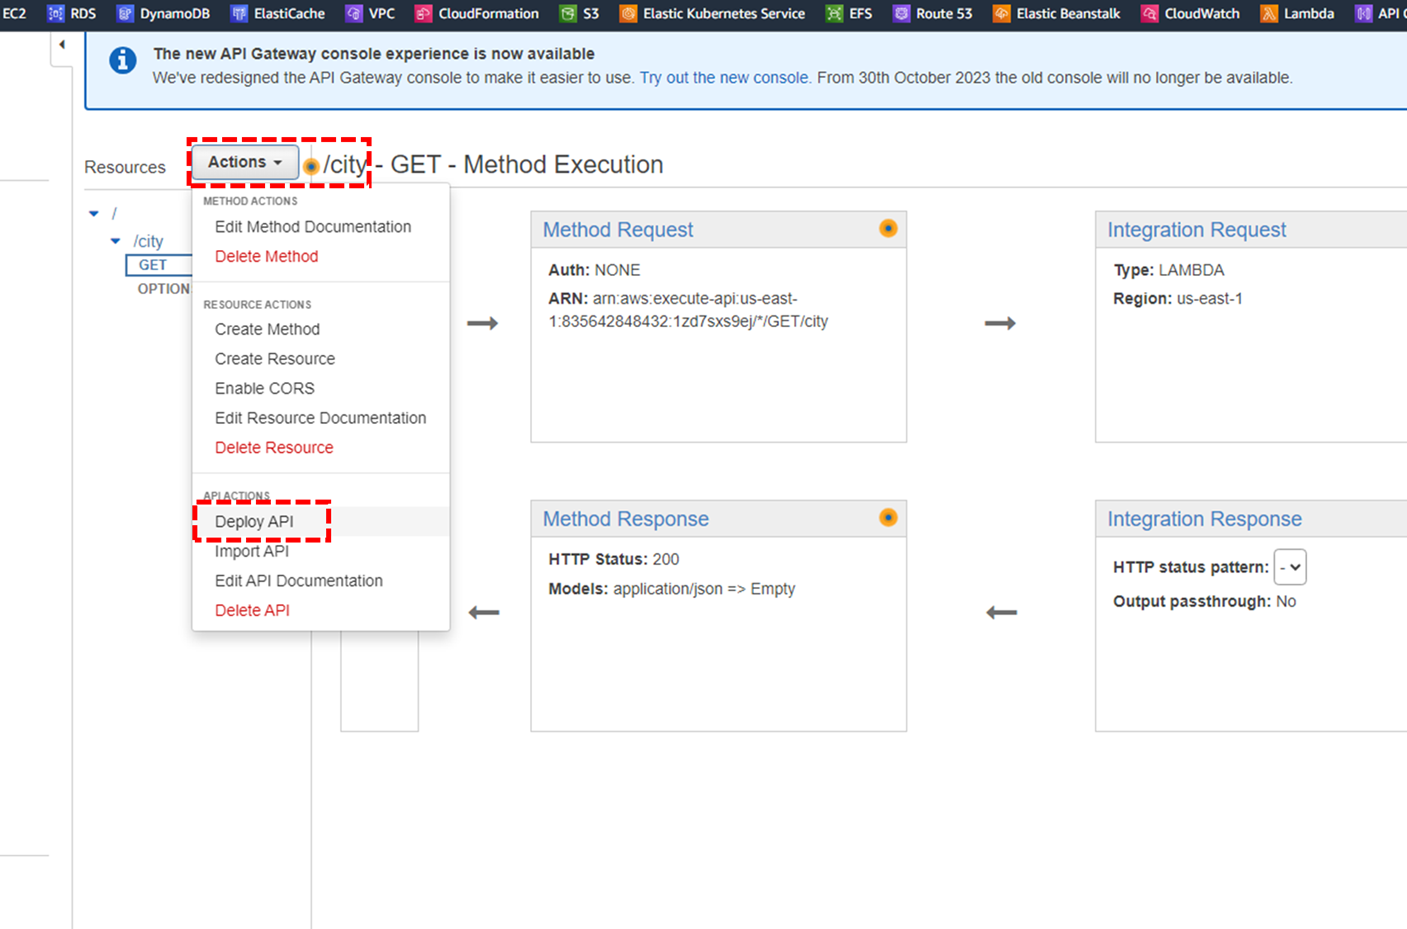 EC2 RDS DynamoDB ElastiCache VPC CloudFormation S3 Elastic Kubernetes Service EFS Route 53 Elastic Beanstalk CloudWatch Lambda API
The new API Gateway console experience is now available
We've redesigned the API Gateway console to make it easier to use. Try out the new console. From 30th October 2023 the old console will no longer be available.
Resources
Actions
/city - GET - Method Execution
/
/city
GET
OPTION
METHOD ACTIONS
Edit Method Documentation
Delete Method
RESOURCE ACTIONS
Create Method
Create Resource
Enable CORS
Edit Resource Documentation
Delete Resource
API ACTIONS
Deploy API
Import API
Edit API Documentation
Delete API
Method Request
Auth: NONE
ARN: arn:aws:execute-api:us-east-
1:835642848432:1zd7sxs9ej/*/GET/city
Integration Request
Type: LAMBDA
Region: us-east-1
Method Response
HTTP Status: 200
Models: application/json => Empty
Integration Response
HTTP status pattern: -
Output passthrough: No